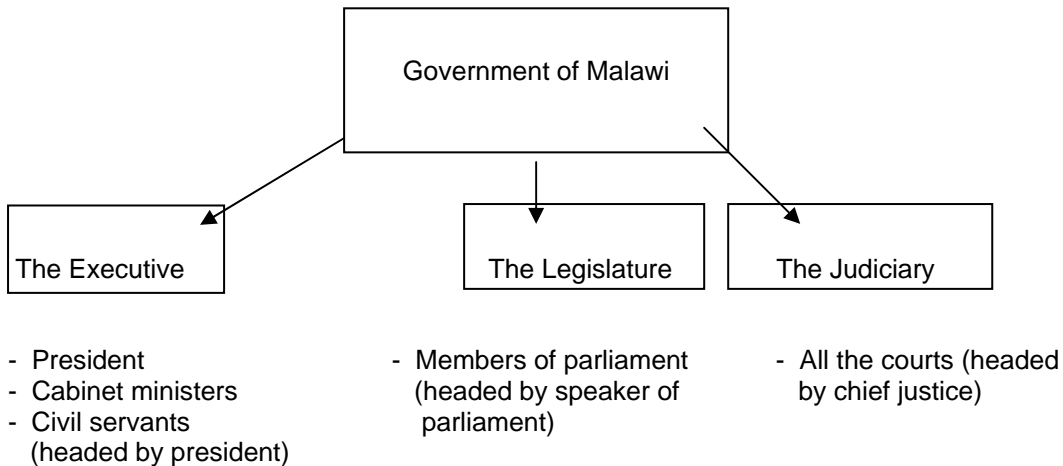 Government of Malawi
The Executive
The Legislature
The Judiciary
- President
- Cabinet ministers
- Civil servants
(headed by president)
- Members of parliament
(headed by speaker of
parliament)
- All the courts (headed
by chief justice)